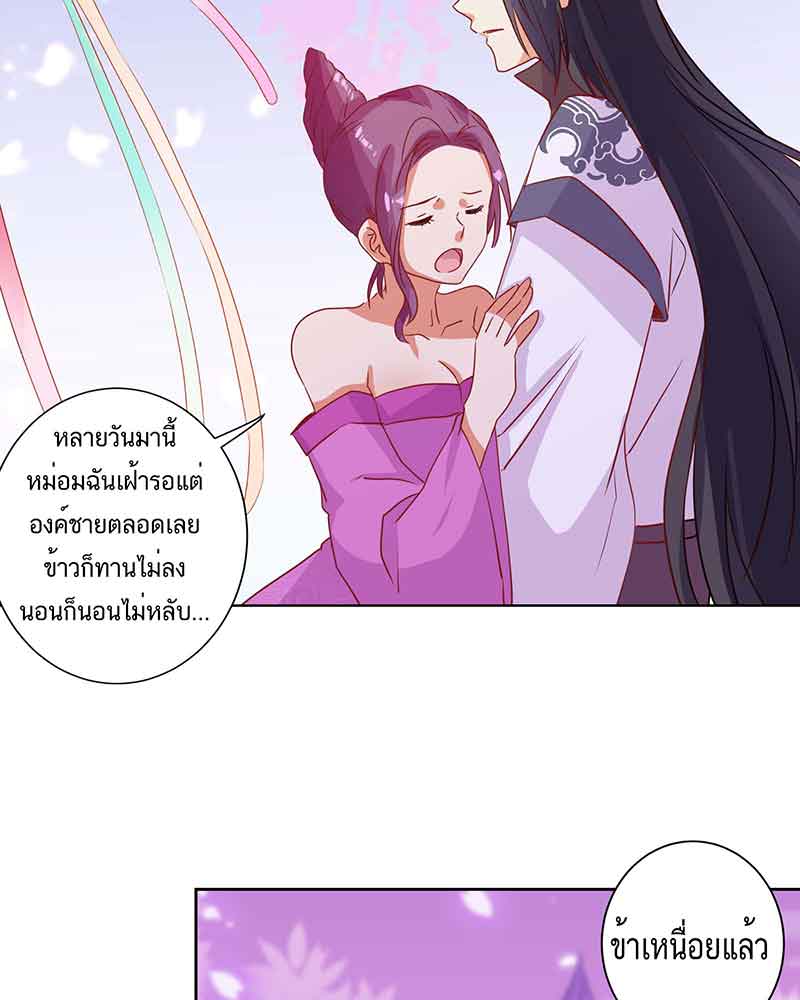 หลายวันมานี้
หม่อมฉันเฝ้ารอแต่
องค์ชายตลอดเลย
ข้าวก็ทานไม่ลง
นอนก็นอนไม่หลับ...
ข้าเหนื่อยแล้ว